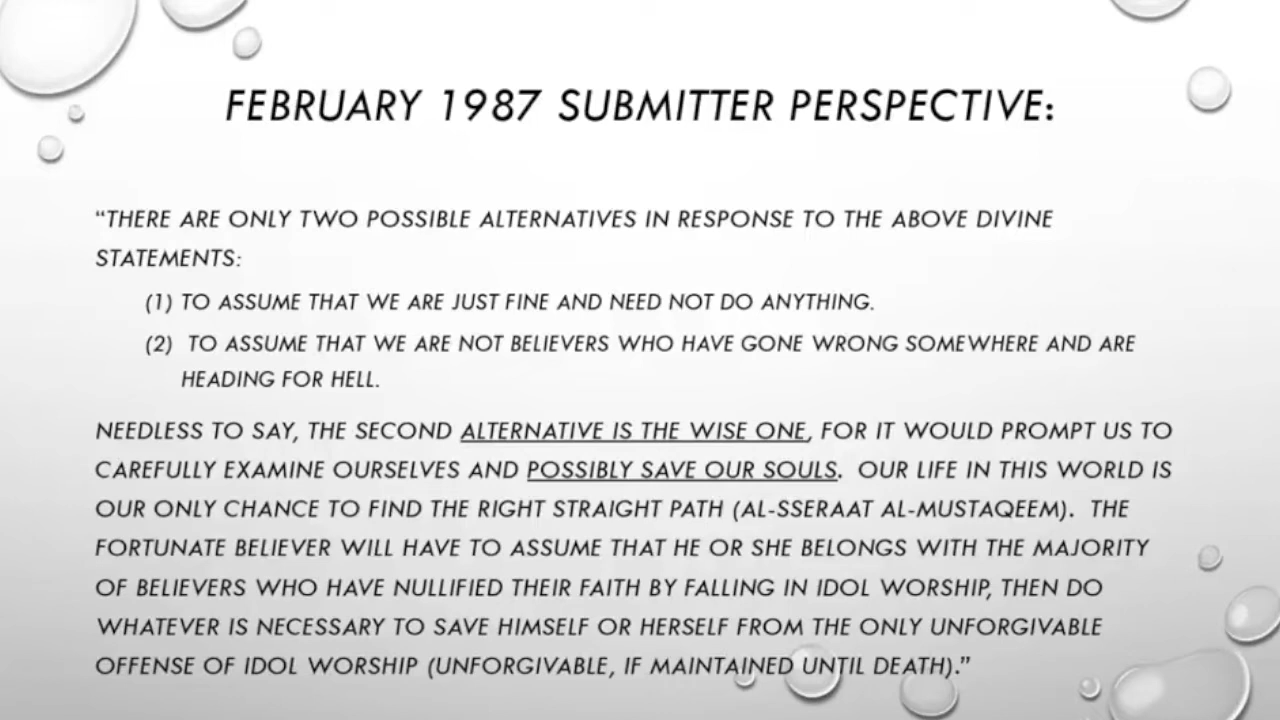 FEBRUARY 1987 SUBMITTER PERSPECTIVE:
“THERE ARE ONLY TWO POSSIBLE ALTERNATIVES IN RESPONSE TO THE ABOVE DIVINE
STATEMENTS:
(1) TO ASSUME THAT WE ARE JUST FINE AND NEED NOT DO ANYTHING.
(2) TO ASSUME THAT WE ARE NOT BELIEVERS WHO HAVE GONE WRONG SOMEWHERE AND ARE
HEADING FOR HELL.
NEEDLESS TO SAY, THE SECOND ALTERNATIVE IS THE WISE ONE, FOR IT WOULD PROMPT US TO
CAREFULLY EXAMINE OURSELVES AND POSSIBLY SAVE OUR SOULS. OUR LIFE IN THIS WORLD IS
OUR ONLY CHANCE TO FIND THE RIGHT STRAIGHT PATH (AL-SSERAAT AL-MUSTAQEEM). THE
FORTUNATE BELIEVER WILL HAVE TO ASSUME THAT HE OR SHE BELONGS WITH THE MAJORITY
OF BELIEVERS WHO HAVE NULLIFIED THEIR FAITH BY FALLING IN IDOL WORSHIP, THEN DO
WHATEVER IS NECESSARY TO SAVE HIMSELF OR HERSELF FROM THE ONLY UNFORGIVABLE
OFFENSE OF IDOL WORSHIP (UNFORGIVABLE, IF MAINTAINED UNTIL DEATH).”